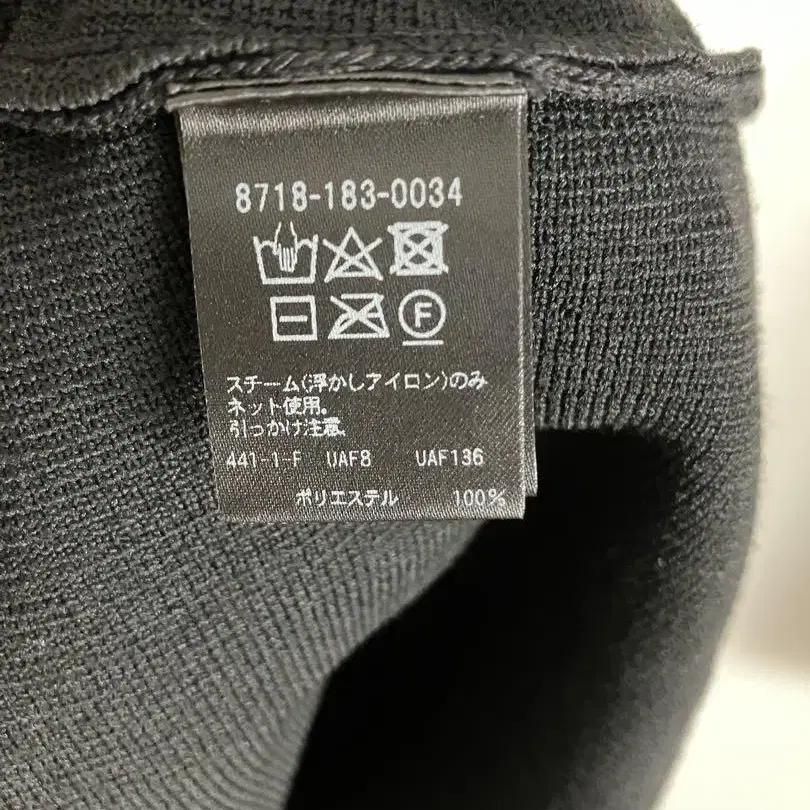 8718-183-0034
F
スチーム(浮かしアイロン)のみ
ネット使用.
引っかけ注意.
441-1-F UAF8 UAF136
ポリエステル 100%